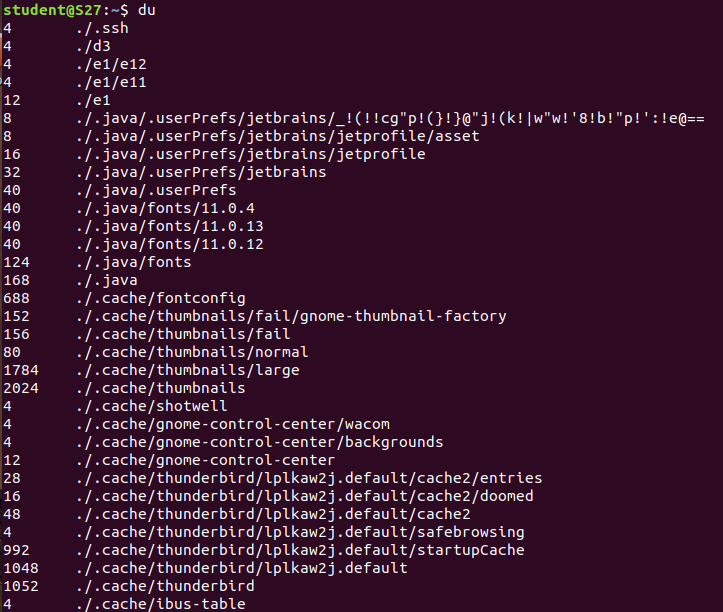 student@S27:~$ du
4 ./.ssh
4 ./d3
4 ./e1/e12
4 ./e1/e11
12 ./e1
8 ./.java/.userPrefs/jetbrains/_!(!!cg"p!(}!}@"j!(k!|w"w!'8!b!"p!':!e@==
8 ./.java/.userPrefs/jetbrains/jetprofile/asset
16 ./.java/.userPrefs/jetbrains/jetprofile
32 ./.java/.userPrefs/jetbrains
40 ./.java/.userPrefs
40 ./.java/fonts/11.0.4
40 ./.java/fonts/11.0.13
40 ./.java/fonts/11.0.12
124 ./.java/fonts
168 ./.java
688 ./.cache/fontconfig
152 ./.cache/thumbnails/fail/gnome-thumbnail-factory
156 ./.cache/thumbnails/fail
80 ./.cache/thumbnails/normal
1784 ./.cache/thumbnails/large
2024 ./.cache/thumbnails
4 ./.cache/shotwell
4 ./.cache/gnome-control-center/wacom
4 ./.cache/gnome-control-center/backgrounds
12 ./.cache/gnome-control-center
28 ./.cache/thunderbird/lplkaw2j.default/cache2/entries
16 ./.cache/thunderbird/lplkaw2j.default/cache2/doomed
48 ./.cache/thunderbird/lplkaw2j.default/cache2
4 ./.cache/thunderbird/lplkaw2j.default/safebrowsing
992 ./.cache/thunderbird/lplkaw2j.default/startupCache
1048 ./.cache/thunderbird/lplkaw2j.default
1052 ./.cache/thunderbird
4 ./.cache/ibus-table